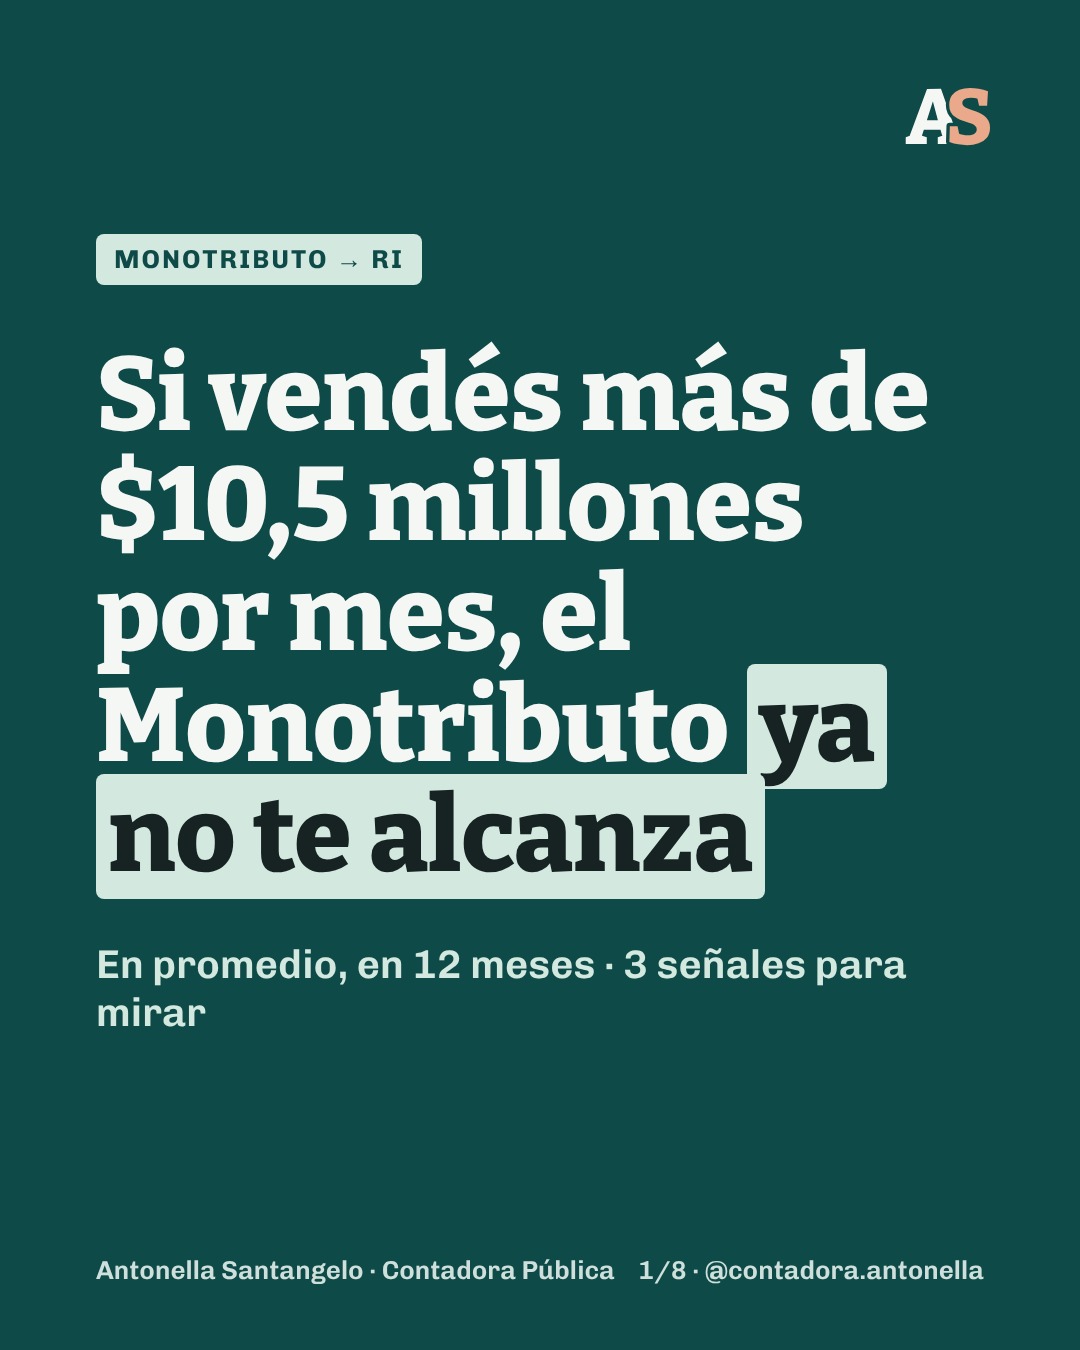 AS
MONOTRIBUTO → RI
Si vendés más de
$10,5 millones
por mes, el
Monotributo ya
no te alcanza
En promedio, en 12 meses · 3 señales para
mirar
Antonella Santangelo · Contadora Pública 1/8 · @contadora.antonella